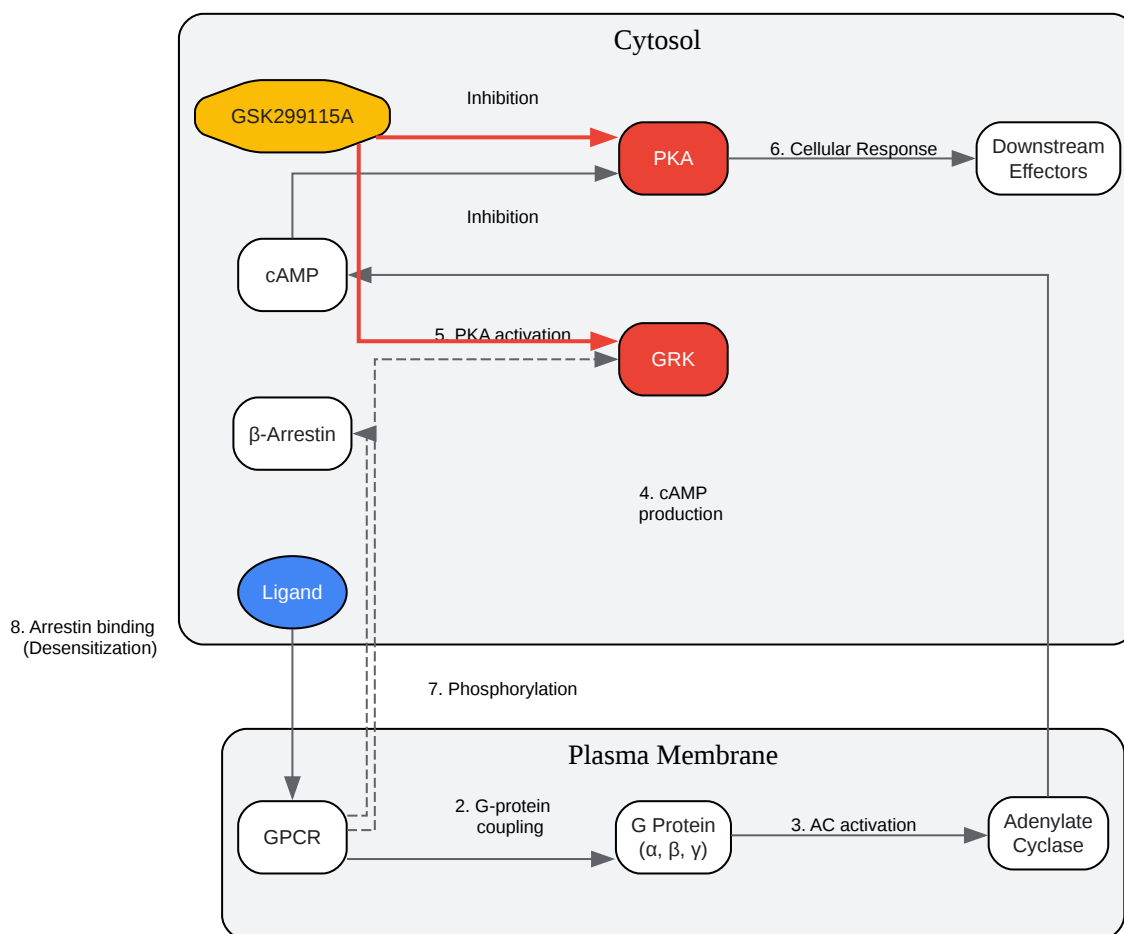 Cytosol
GSK299115A
Inhibition
PKA
6. Cellular Response
Downstream
Effectors
Inhibition
cAMP
5. PKA activation
GRK
β-Arrestin
4. cAMP
production
Ligand
8. Arrestin binding
(Desensitization)
7. Phosphorylation
Plasma Membrane
GPCR
2. G-protein
coupling
G Protein
(α, β, γ)
3. AC activation
Adenylate
Cyclase